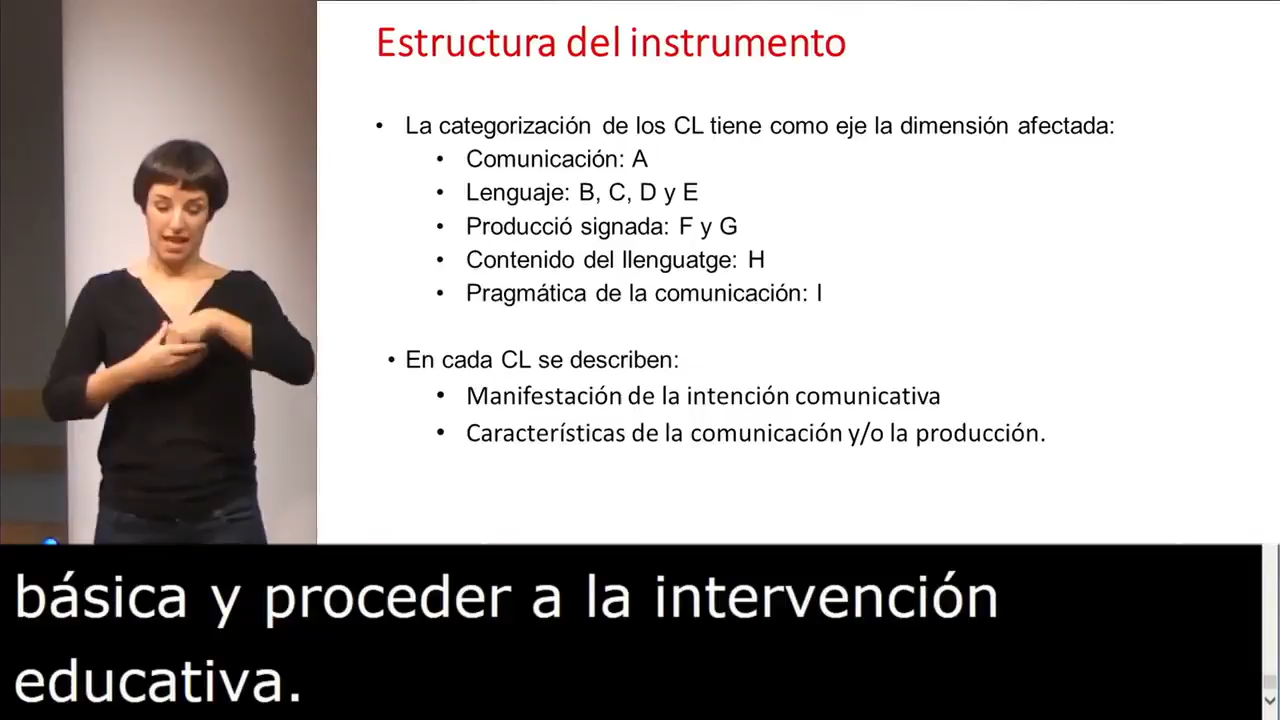 Estructura del instrumento
• La categorización de los CL tiene como eje la dimensión afectada:
• Comunicación: A
• Lenguaje: B, C, D y E
• Producció signada: F y G
• Contenido del llenguatge: H
• Pragmática de la comunicación: I
• En cada CL se describen:
• Manifestación de la intención comunicativa
• Características de la comunicación y/o la producción.
básica y proceder a la intervención
educativa.